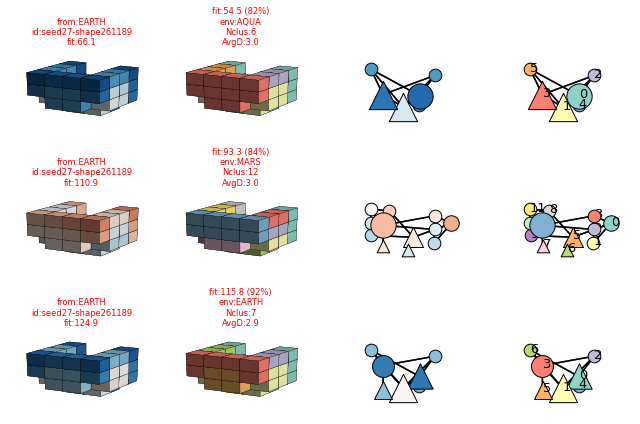 from:EARTH
id:seed27-shape261189
fit:66.1
fit:54.5 (82%)
env:AQUA
Nclus:6
AvgD:3.0
5
2
3
0
1
4
from:EARTH
id:seed27-shape261189
fit:110.9
fit:93.3 (84%)
env:MARS
Nclus:12
AvgD:3.0
11
8
0
5
7
6
from:EARTH
id:seed27-shape261189
fit:124.9
fit:115.8 (92%)
env:EARTH
Nclus:7
AvgD:2.9
6
2
3
0
5
1
4